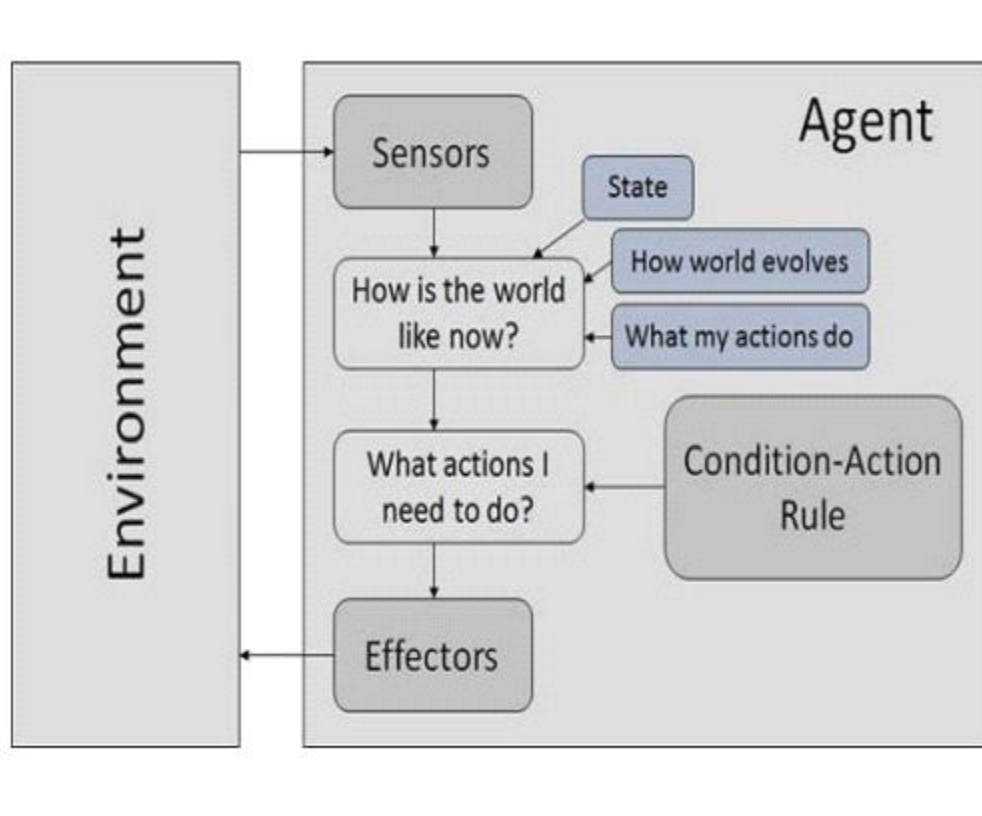 Agent
Sensors
State
How world evolves
How is the world
like now?
What my actions do
Environment
What actions I
need to do?
Condition-Action
Rule
Effectors